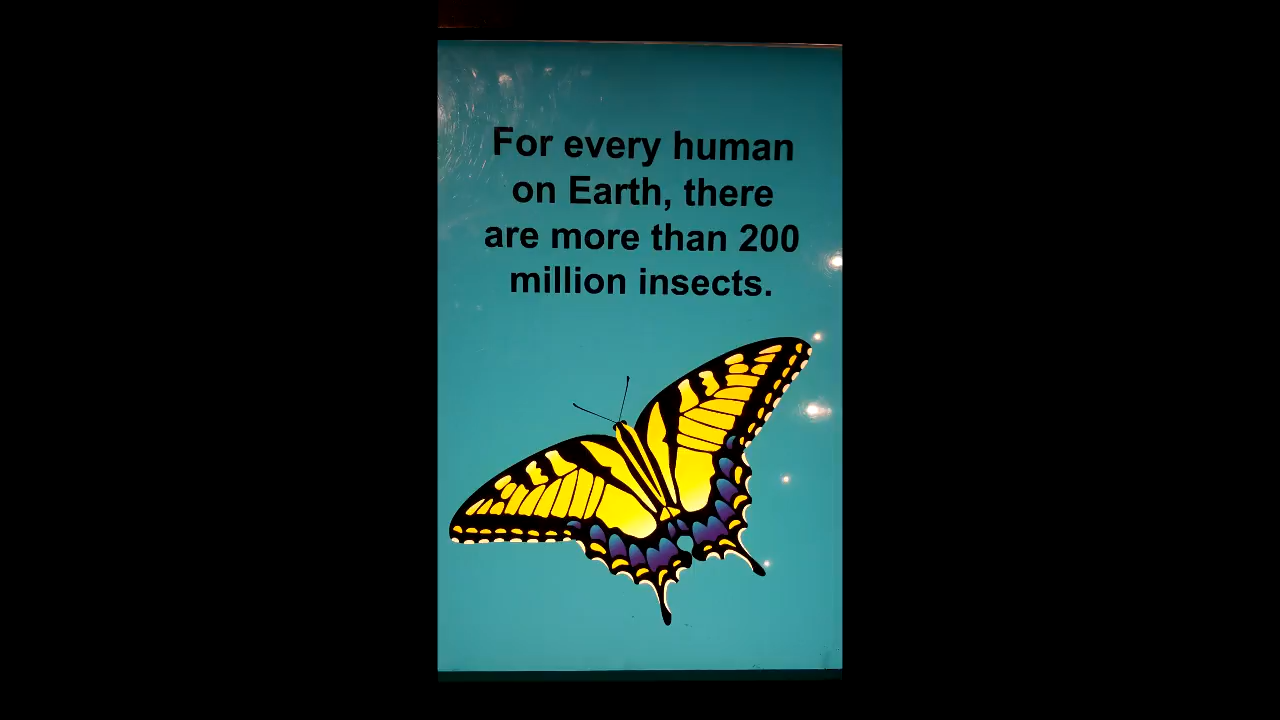 For every human
on Earth, there
are more than 200
million insects.